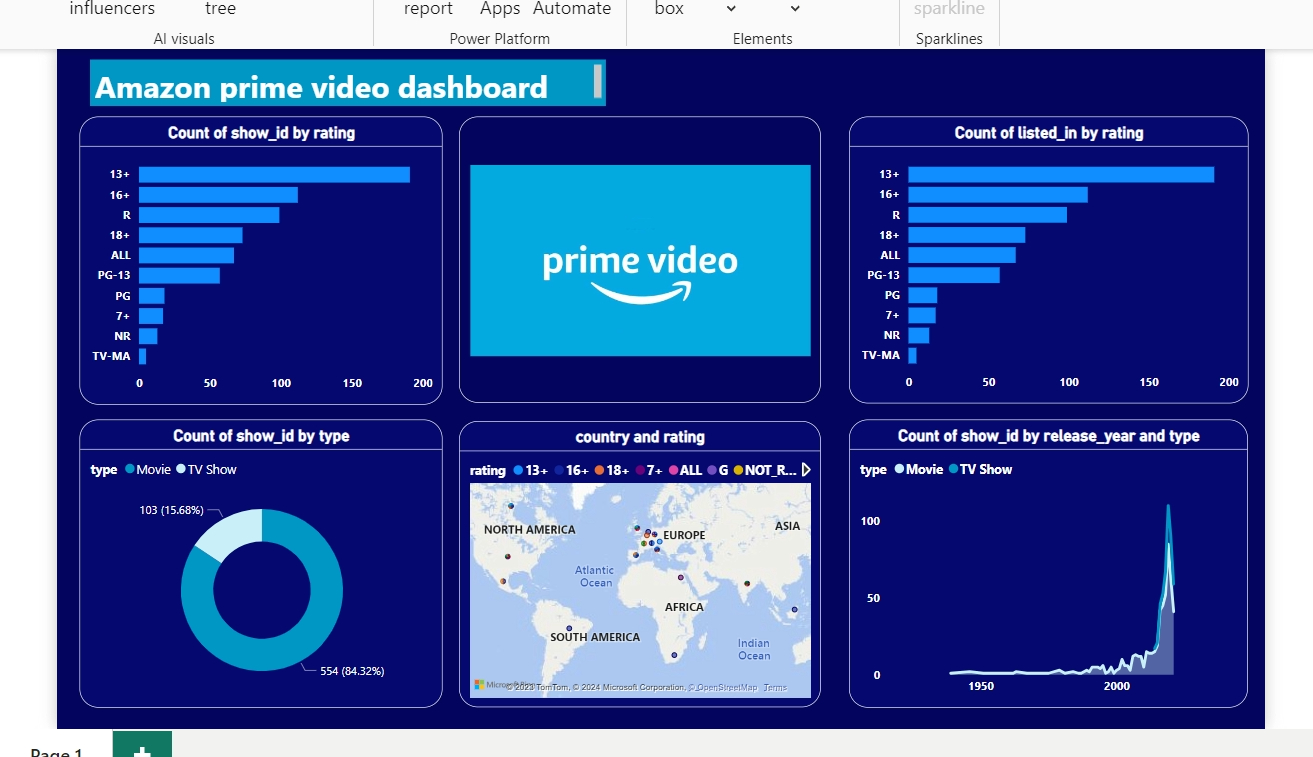 influencers tree report Apps Automate box sparkline
AI visuals Power Platform Elements Sparklines
Amazon prime video dashboard
Count of show_id by rating
13+
16+
R
18+
ALL
PG-13
PG
7+
NR
TV-MA
0 50 100 150 200
prime video
Count of listed_in by rating
13+
16+
R
18+
ALL
PG-13
PG
7+
NR
TV-MA
0 50 100 150 200
Count of show_id by type
type Movie TV Show
103 (15.68%)
554 (84.32%)
country and rating
rating 13+ 16+ 18+ 7+ ALL G NOT_R...
NORTH AMERICA EUROPE ASIA
Atlantic
Ocean
AFRICA
SOUTH AMERICA
Indian
Ocean
© 2023 TomTom, © 2024 Microsoft Corporation, © OpenStreetMap Terms
Count of show_id by release_year and type
type Movie TV Show
100
50
0
1950 2000
Page 1